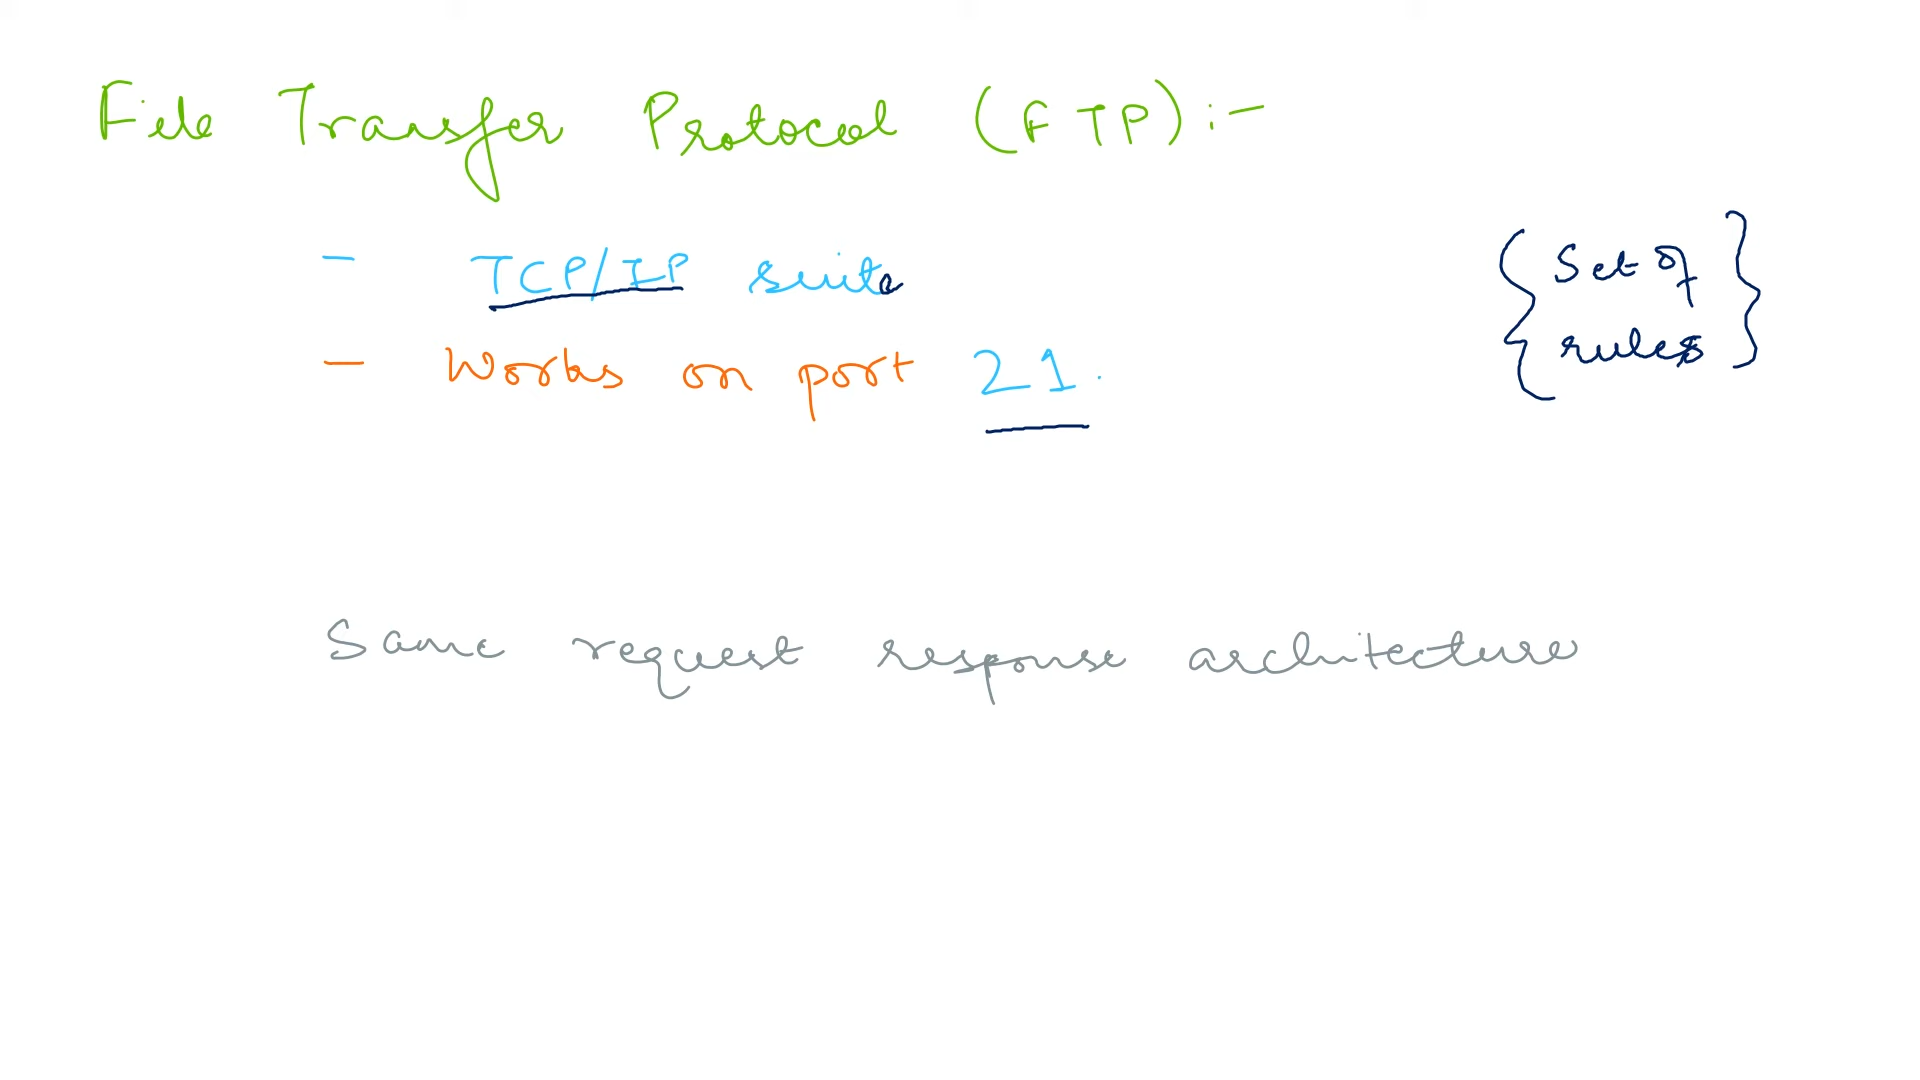 File Transfer Protocol (FTP):-
- TCP/IP suite
- Works on port 21.
{ Set of
rules }
Same request response architecture